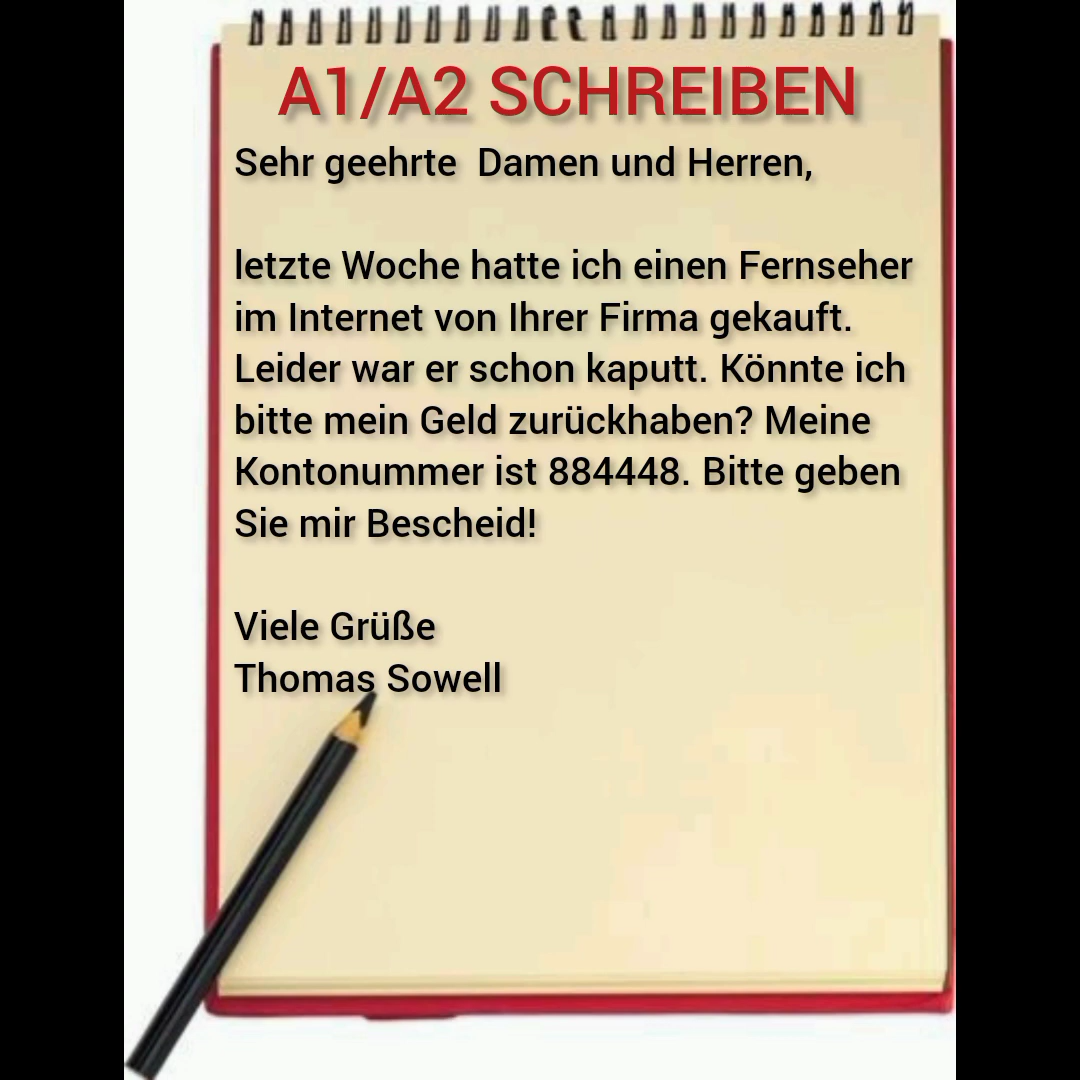 A1/A2 SCHREIBEN
Sehr geehrte  Damen und Herren,
letzte Woche hatte ich einen Fernseher
im Internet von Ihrer Firma gekauft.
Leider war er schon kaputt. Könnte ich
bitte mein Geld zurückhaben? Meine
Kontonummer ist 884448. Bitte geben
Sie mir Bescheid!
Viele Grüße
Thomas Sowell